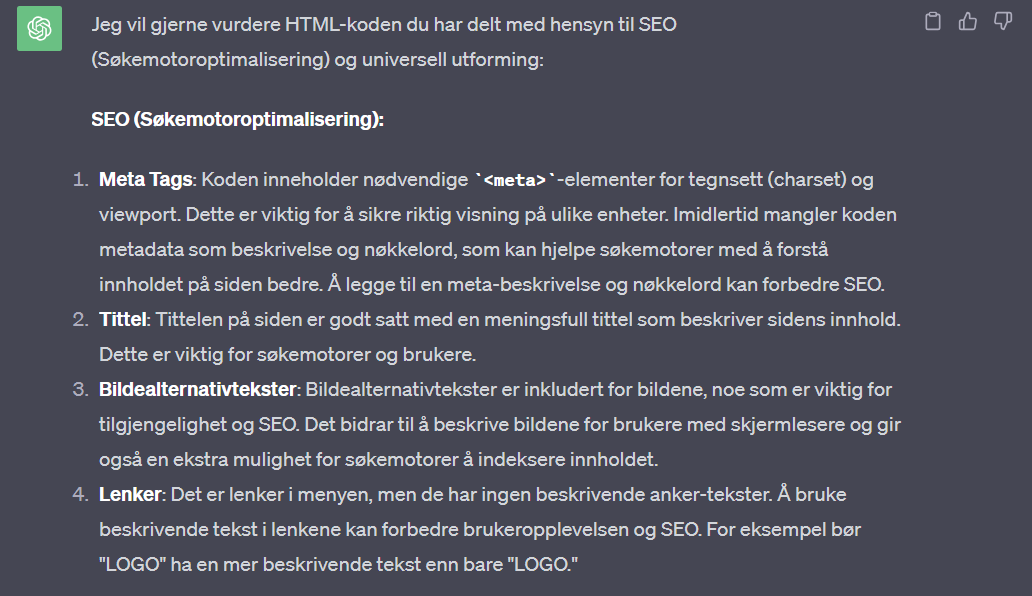 Jeg vil gjerne vurdere HTML-koden du har delt med hensyn til SEO
(Søkemotoroptimalisering) og universell utforming:
SEO (Søkemotoroptimalisering):
1. Meta Tags: Koden inneholder nødvendige `<meta>`-elementer for tegnsett (charset) og
viewport. Dette er viktig for å sikre riktig visning på ulike enheter. Imidlertid mangler koden
metadata som beskrivelse og nøkkelord, som kan hjelpe søkemotorer med å forstå
innholdet på siden bedre. Å legge til en meta-beskrivelse og nøkkelord kan forbedre SEO.
2. Tittel: Tittelen på siden er godt satt med en meningsfull tittel som beskriver sidens innhold.
Dette er viktig for søkemotorer og brukere.
3. Bildealternativtekster: Bildealternativtekster er inkludert for bildene, noe som er viktig for
tilgjengelighet og SEO. Det bidrar til å beskrive bildene for brukere med skjermlesere og gir
også en ekstra mulighet for søkemotorer å indeksere innholdet.
4. Lenker: Det er lenker i menyen, men de har ingen beskrivende anker-tekster. Å bruke
beskrivende tekst i lenkene kan forbedre brukeropplevelsen og SEO. For eksempel bør
"LOGO" ha en mer beskrivende tekst enn bare "LOGO."